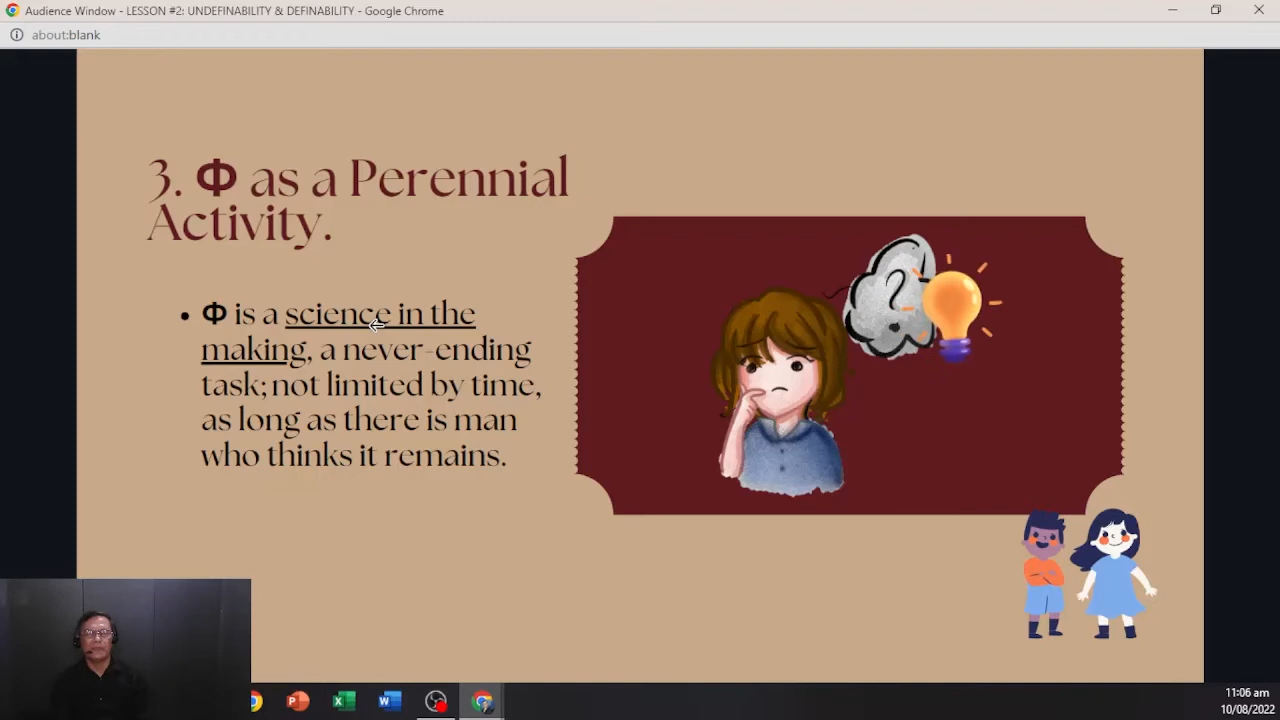 Audience Window - LESSON #2: UNDEFINABILITY & DEFINABILITY - Google Chrome
about:blank
3. Φ as a Perennial
Activity.
• Φ is a science in the
making, a never-ending
task; not limited by time,
as long as there is man
who thinks it remains.
?
11:06 am
10/08/2022